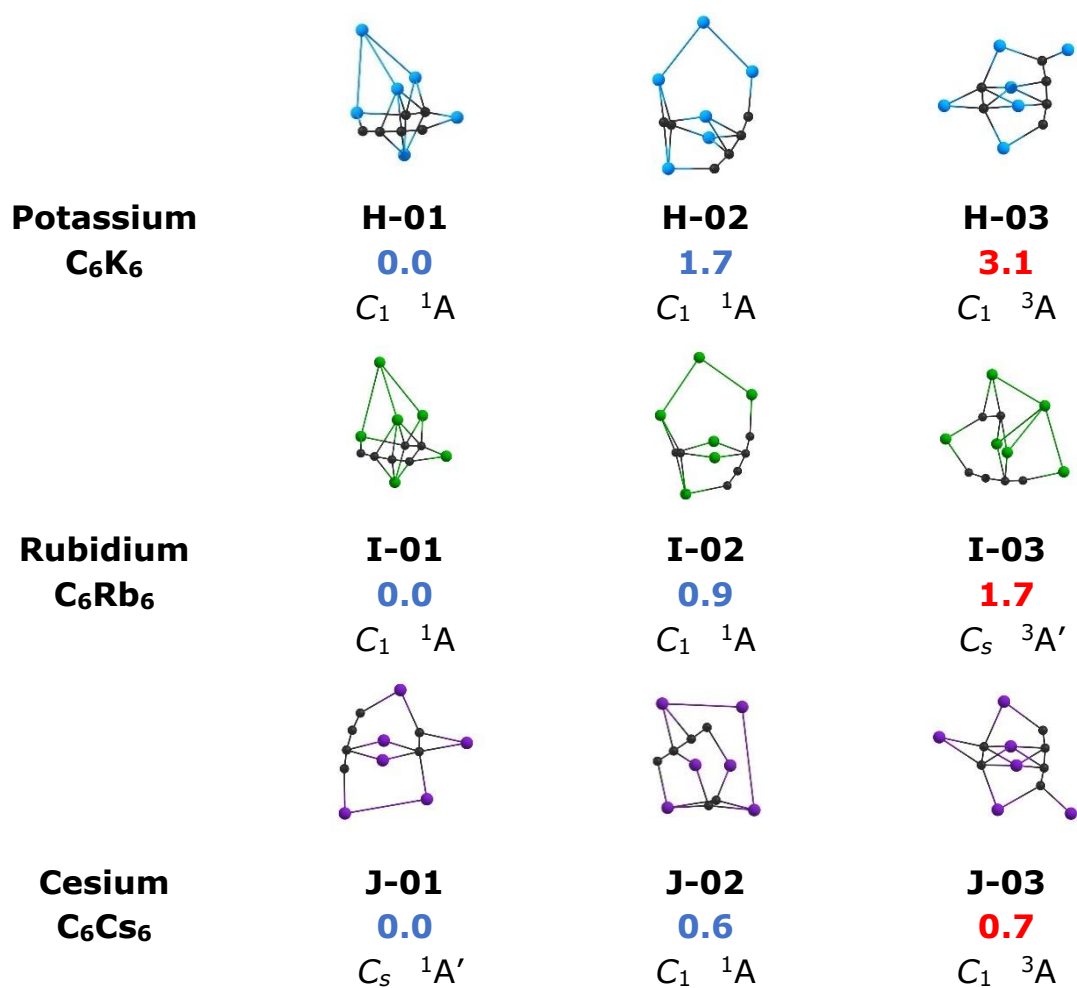 Potassium H-01 H-02 H-03
C₆K₆ 0.0 1.7 3.1
C₁ ¹A C₁ ¹A C₁ ³A
Rubidium I-01 I-02 I-03
C₆Rb₆ 0.0 0.9 1.7
C₁ ¹A C₁ ¹A Cₛ ³A′
Cesium J-01 J-02 J-03
C₆Cs₆ 0.0 0.6 0.7
Cₛ ¹A′ C₁ ¹A C₁ ³A